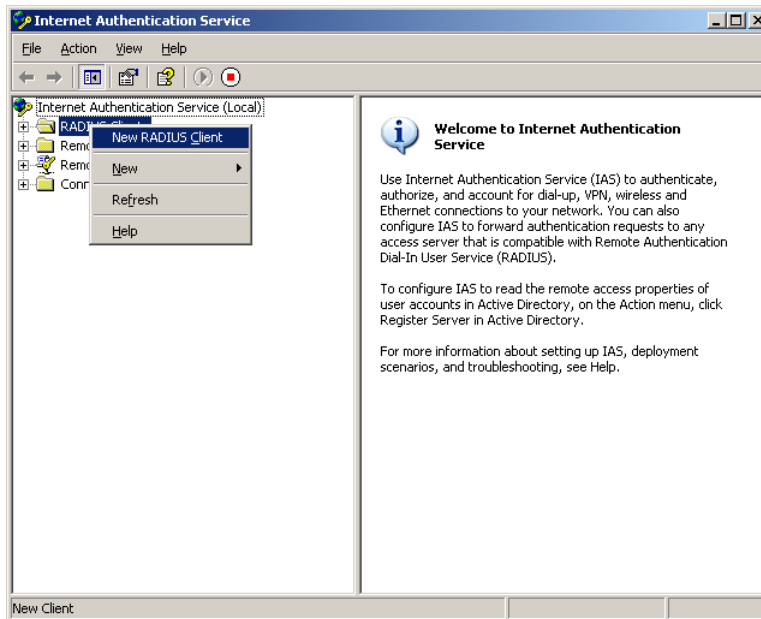 Internet Authentication Service
File Action View Help
Internet Authentication Service (Local)
New RADIUS Client
New
Refresh
Help
Welcome to Internet Authentication
Service
Use Internet Authentication Service (IAS) to authenticate,
authorize, and account for dial-up, VPN, wireless and
Ethernet connections to your network. You can also
configure IAS to forward authentication requests to any
access server that is compatible with Remote Authentication
Dial-In User Service (RADIUS).
To configure IAS to read the remote access properties of
user accounts in Active Directory, on the Action menu, click
Register Server in Active Directory.
For more information about setting up IAS, deployment
scenarios, and troubleshooting, see Help.
New Client